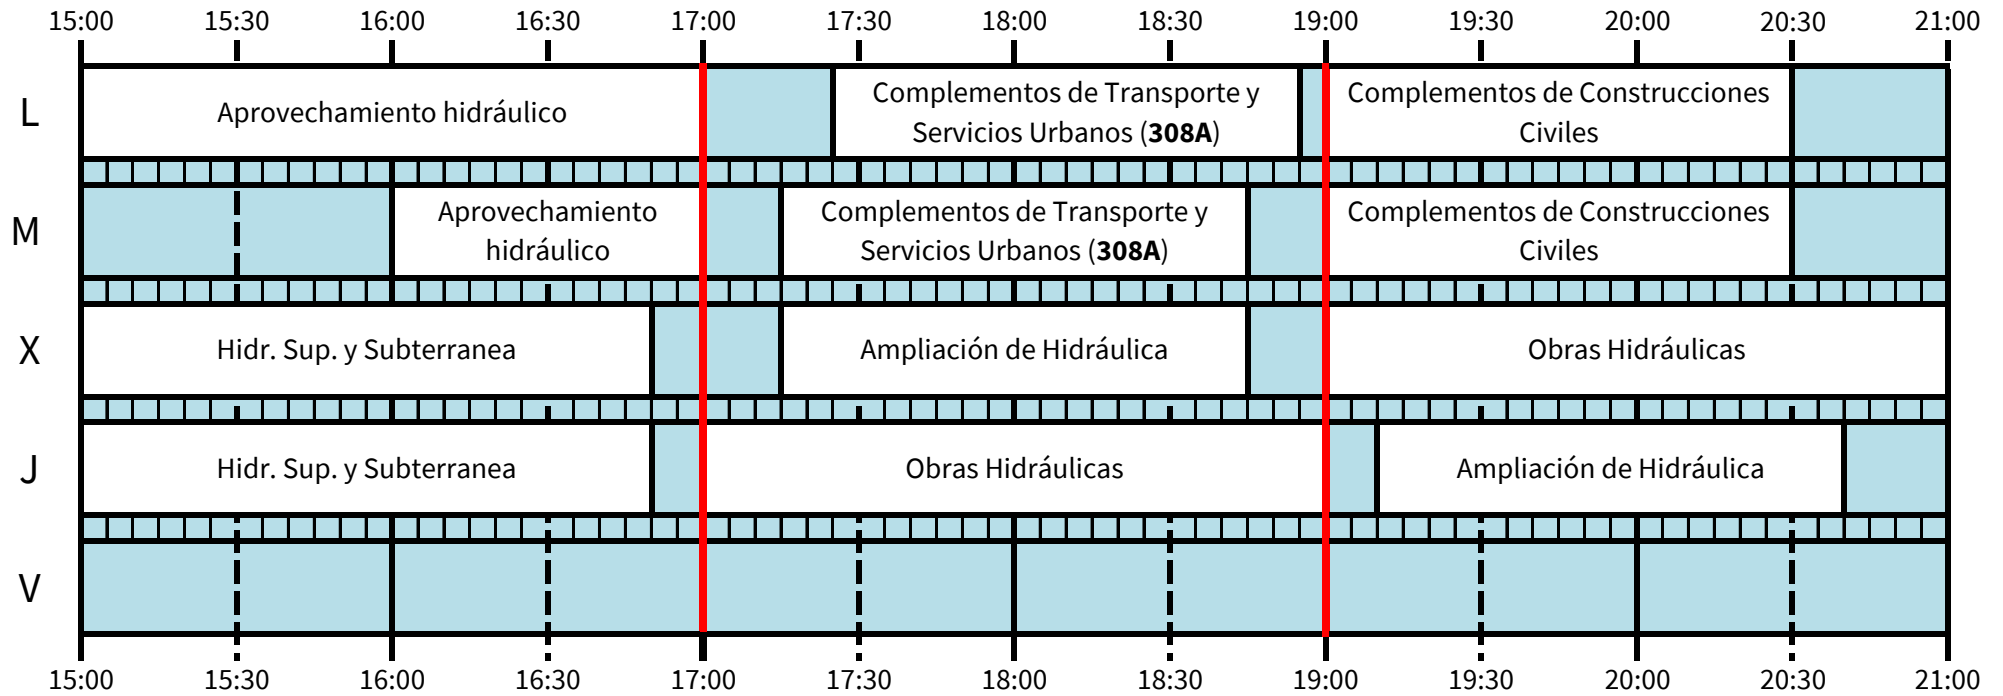 15:00 15:30 16:00 16:30 17:00 17:30 18:00 18:30 19:00 19:30 20:00 20:30 21:00
L
Aprovechamiento hidráulico
Complementos de Transporte y
Servicios Urbanos (308A)
Complementos de Construcciones
Civiles
M
Aprovechamiento
hidráulico
Complementos de Transporte y
Servicios Urbanos (308A)
Complementos de Construcciones
Civiles
X
Hidr. Sup. y Subterranea
Ampliación de Hidráulica
Obras Hidráulicas
J
Hidr. Sup. y Subterranea
Obras Hidráulicas
Ampliación de Hidráulica
V
15:00 15:30 16:00 16:30 17:00 17:30 18:00 18:30 19:00 19:30 20:00 20:30 21:00